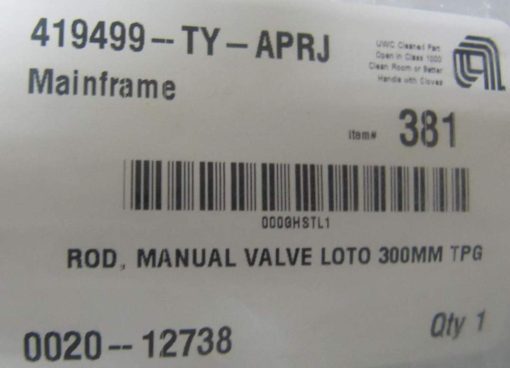 419499--TY-APRJ
UWC Cleaned Part
Open in Class 1000
Clean Room or Better
Handle with Gloves
Mainframe
Item# 381
000GHSTL1
ROD, MANUAL VALVE LOTO 300MM TPG
0020--12738
Qty 1